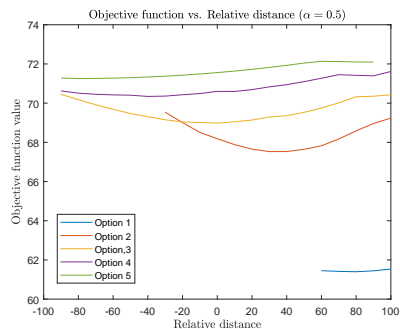 Objective function vs. Relative distance (α = 0.5)
Objective function value
74
72
70
68
66
64
62
60
Option 1
Option 2
Option,3
Option 4
Option 5
-100 -80 -60 -40 -20 0 20 40 60 80 100
Relative distance